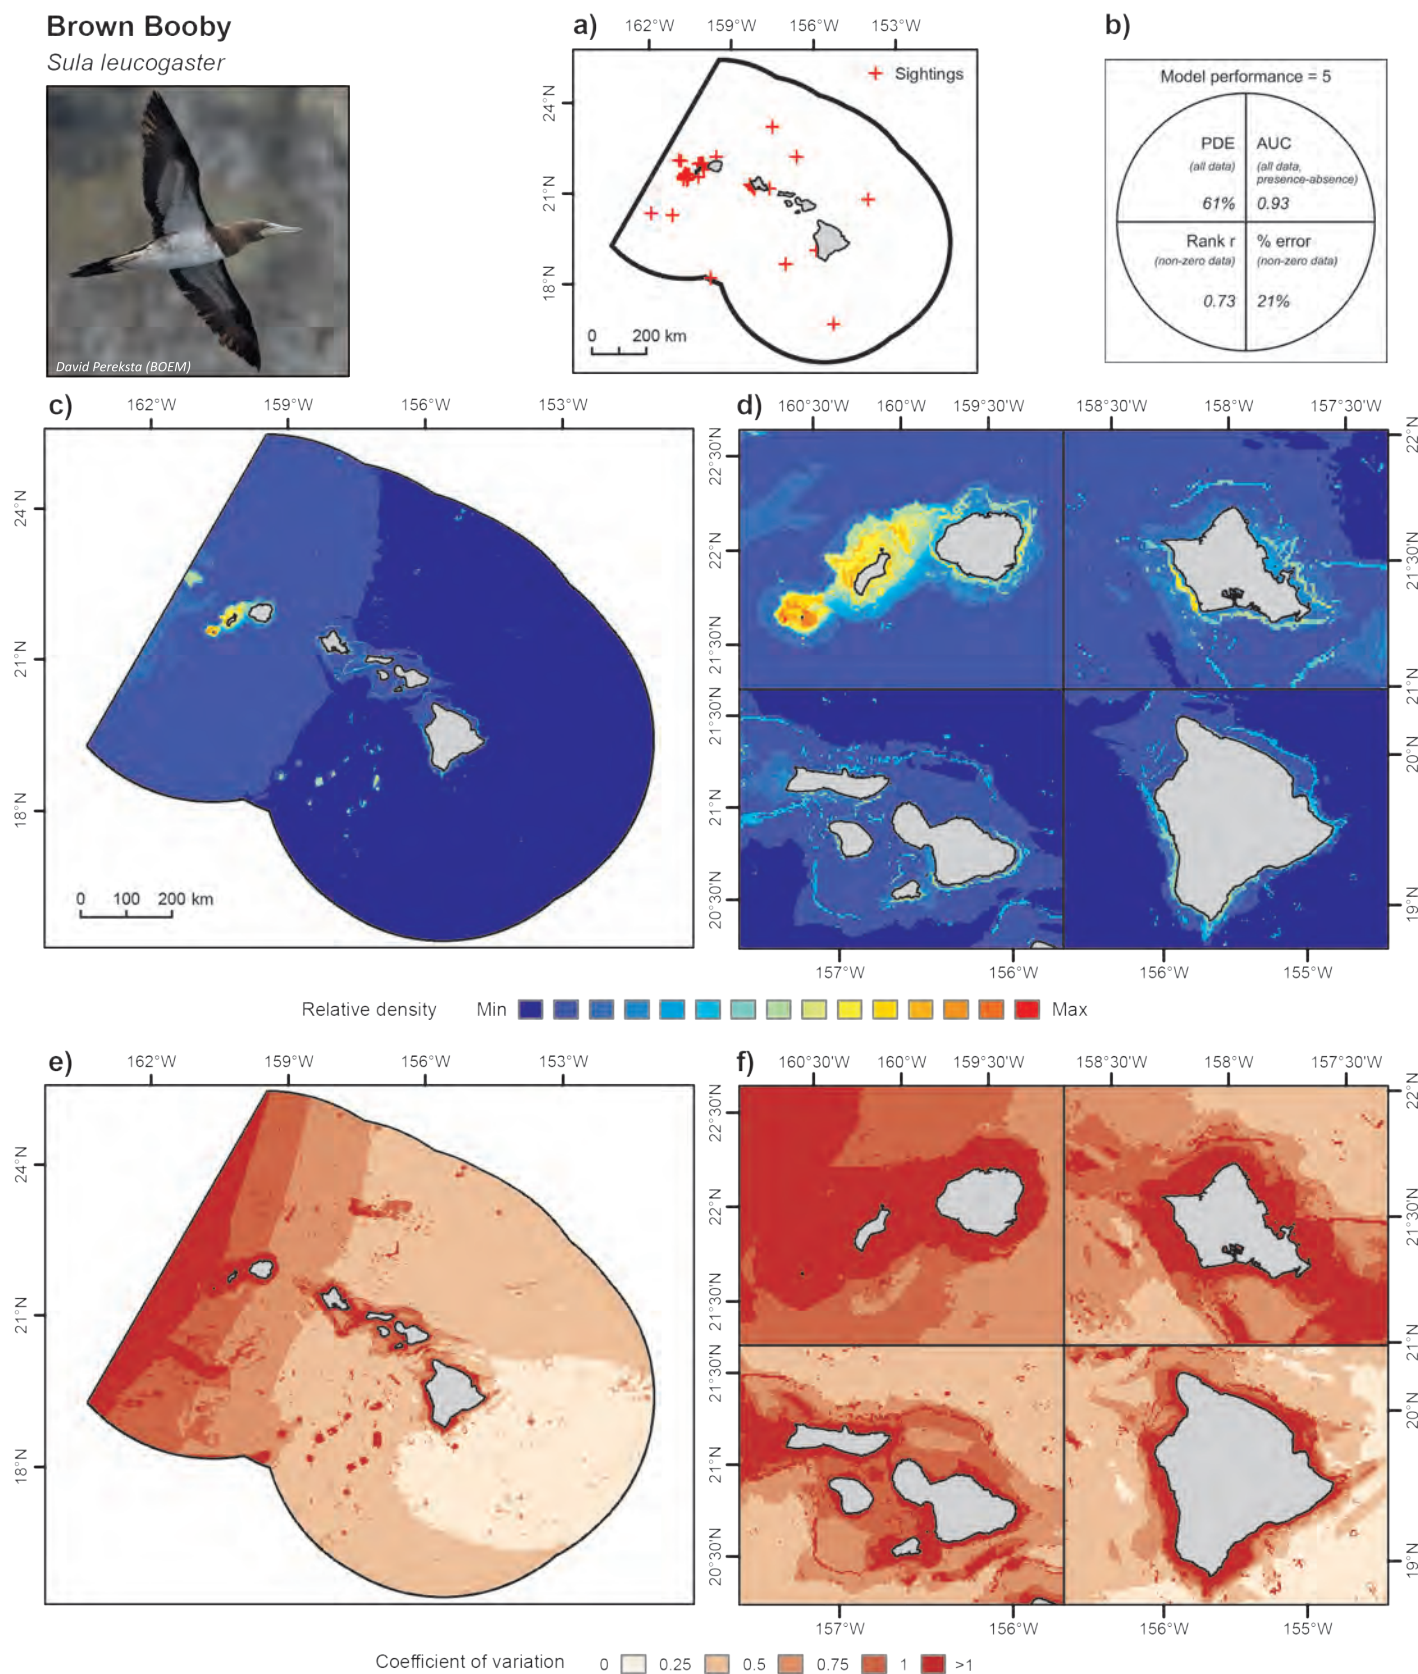 Brown Booby
Sula leucogaster
David Pereksta (BOEM)
a)
162°W 159°W 156°W 153°W
24°N
21°N
18°N
Sightings
0 200 km
b)
Model performance = 5
PDE
(all data)
61%
AUC
(all data,
presence-absence)
0.93
Rank r
(non-zero data)
0.73
% error
(non-zero data)
21%
c)
162°W 159°W 156°W 153°W
24°N
21°N
18°N
0 100 200 km
d)
160°30'W 160°W 159°30'W 158°30'W 158°W 157°30'W
22°30'N
22°N
21°30'N
22°N
21°30'N
21°N
21°30'N
21°N
20°30'N
20°N
19°N
157°W 156°W 156°W 155°W
Relative density Min Max
e)
162°W 159°W 156°W 153°W
24°N
21°N
18°N
f)
160°30'W 160°W 159°30'W 158°30'W 158°W 157°30'W
22°30'N
22°N
21°30'N
22°N
21°30'N
21°N
21°30'N
21°N
20°30'N
20°N
19°N
157°W 156°W 156°W 155°W
Coefficient of variation 0 0.25 0.5 0.75 1 >1